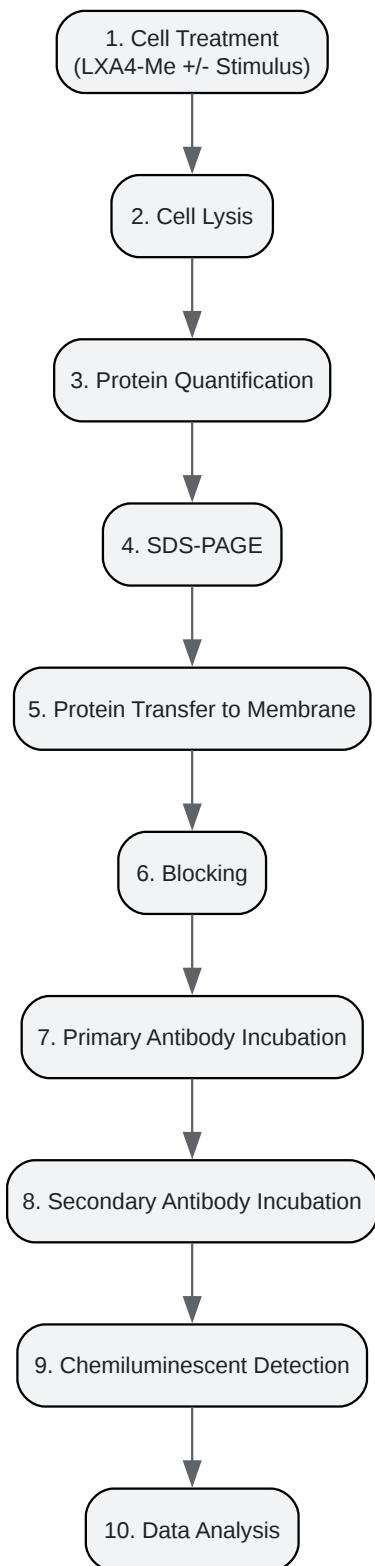 1. Cell Treatment
(LXA4-Me +/- Stimulus)
2. Cell Lysis
3. Protein Quantification
4. SDS-PAGE
5. Protein Transfer to Membrane
6. Blocking
7. Primary Antibody Incubation
8. Secondary Antibody Incubation
9. Chemiluminescent Detection
10. Data Analysis